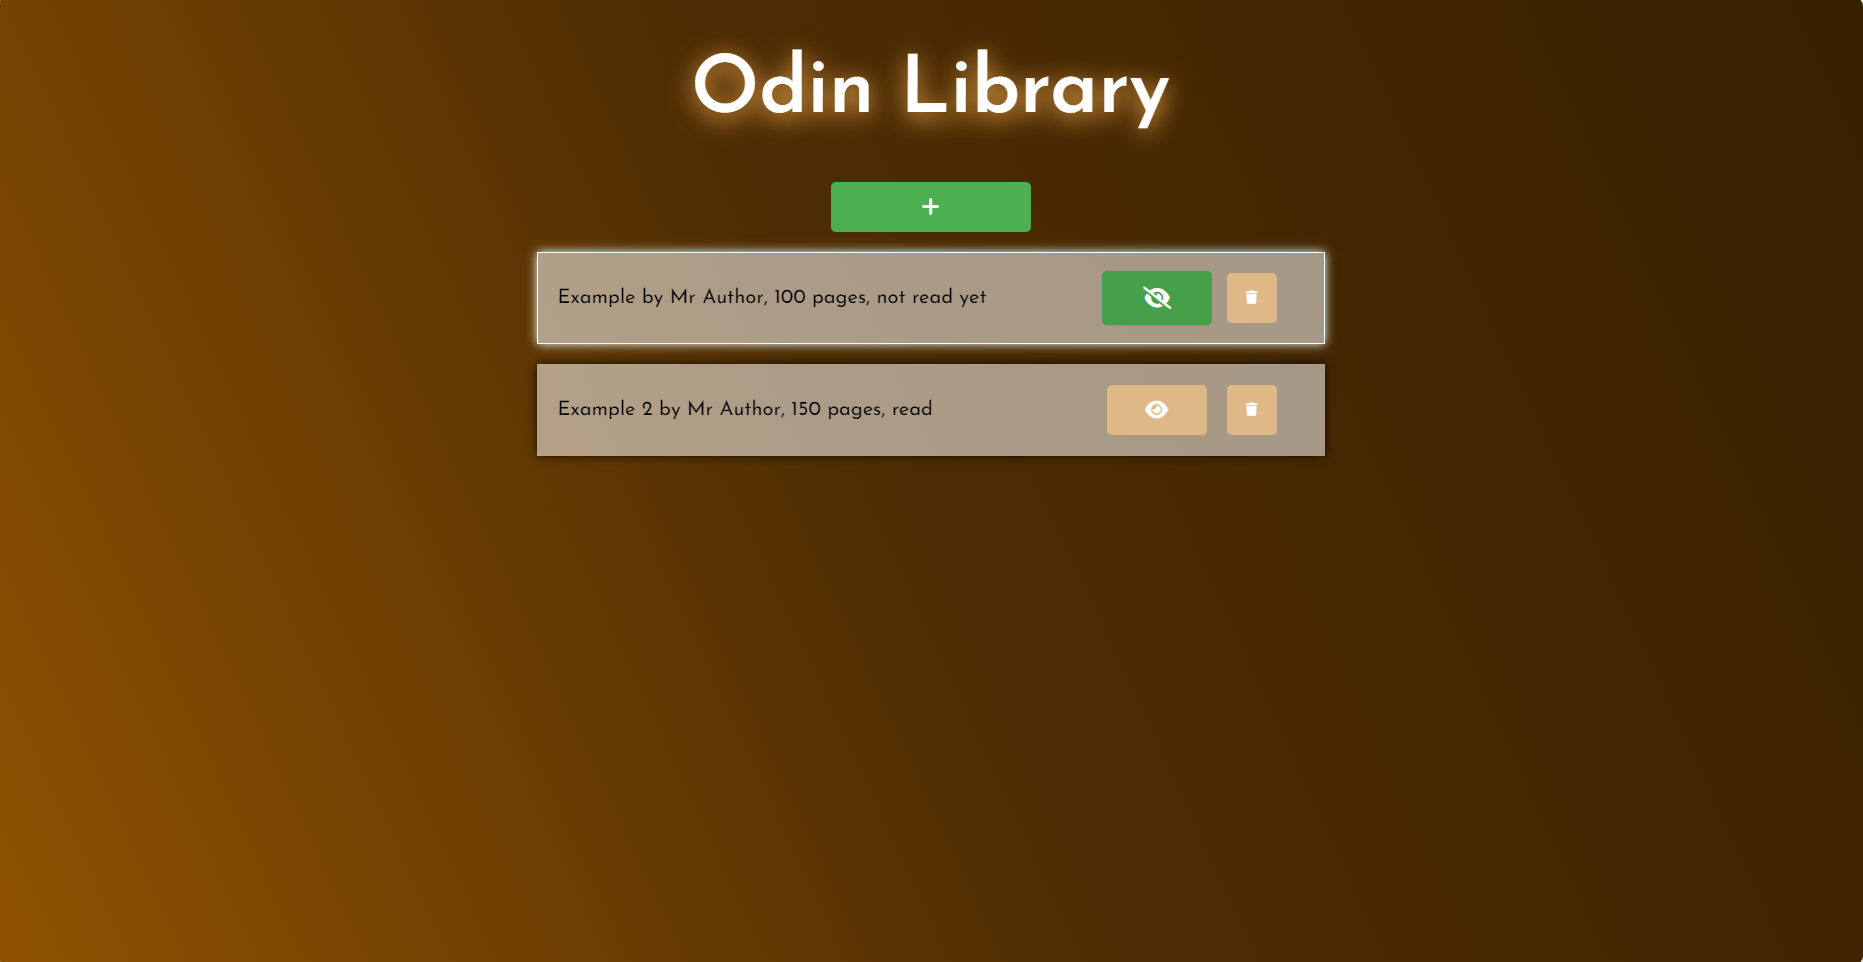 Odin Library
+
Example by Mr Author, 100 pages, not read yet
Example 2 by Mr Author, 150 pages, read